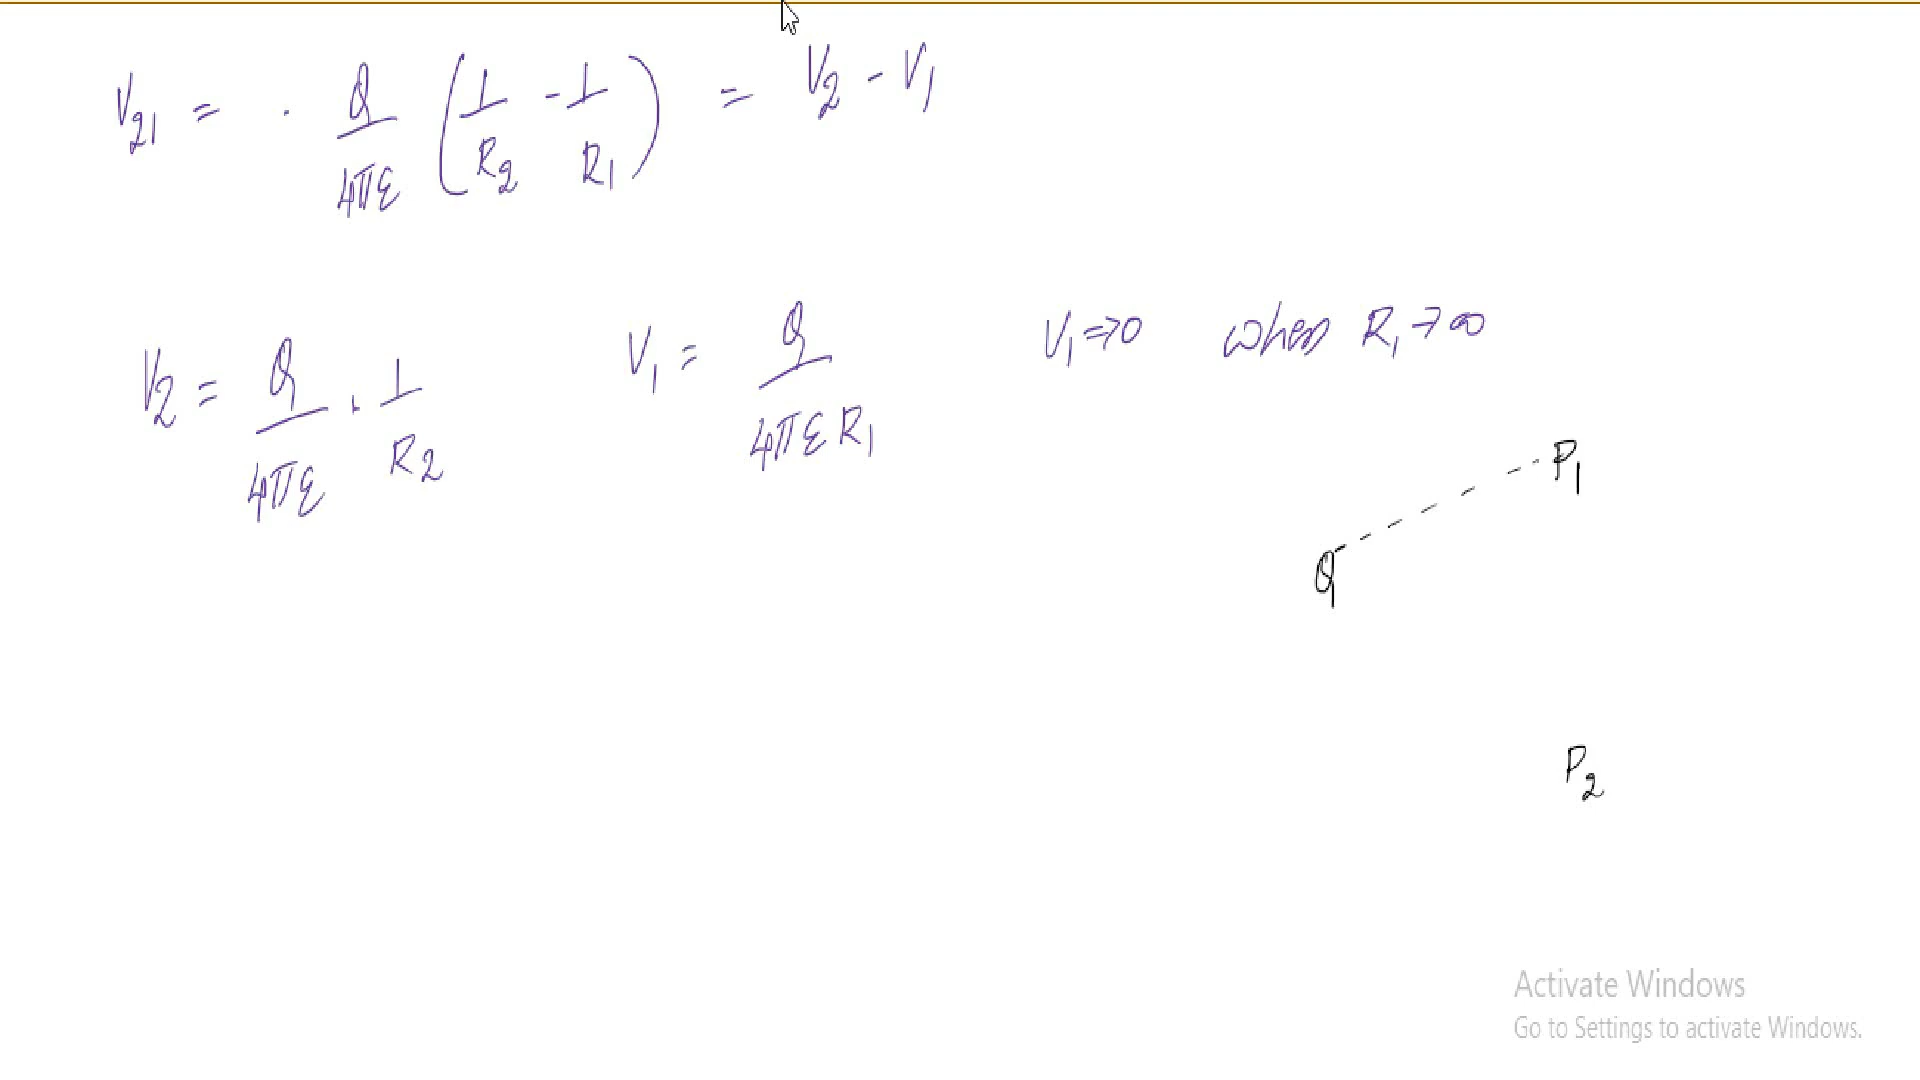 V₂₁ = · Q/4πε (1/R₂ - 1/R₁) = V₂ - V₁
V₂ = Q/4πε · 1/R₂   V₁ = Q/4πεR₁   V₁ ⇒ 0 when R₁ → ∞
P₁
Q
P₂
Activate Windows
Go to Settings to activate Windows.